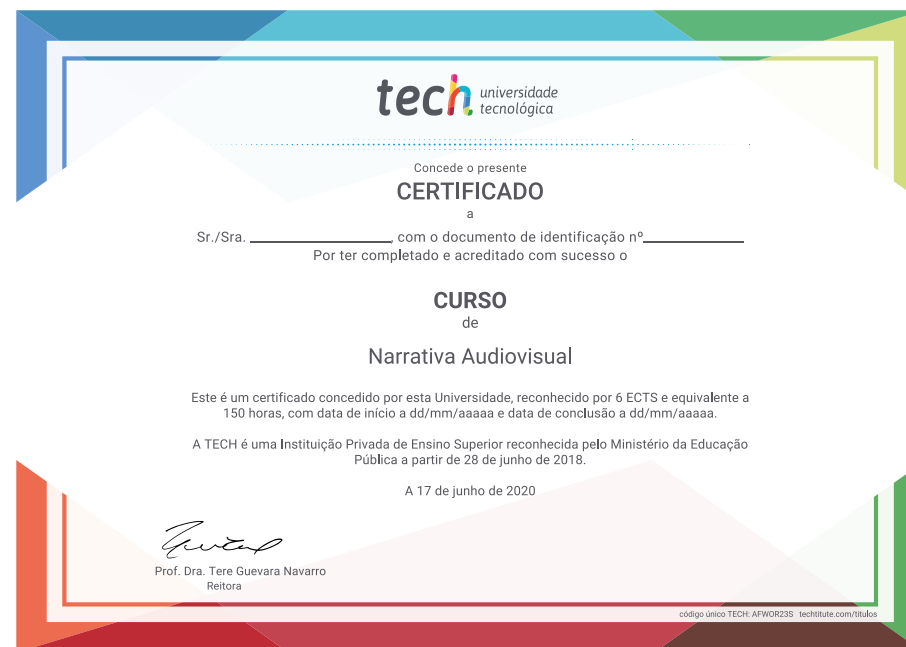 tech universidade
tecnológica
Concede o presente
CERTIFICADO
a
Sr./Sra. , com o documento de identificação nº
Por ter completado e acreditado com sucesso o
CURSO
de
Narrativa Audiovisual
Este é um certificado concedido por esta Universidade, reconhecido por 6 ECTS e equivalente a
150 horas, com data de início a dd/mm/aaaaa e data de conclusão a dd/mm/aaaaa.
A TECH é uma Instituição Privada de Ensino Superior reconhecida pelo Ministério da Educação
Pública a partir de 28 de junho de 2018.
A 17 de junho de 2020
Prof. Dra. Tere Guevara Navarro
Reitora
código único TECH: AFWOR23S techtitute.com/titulos